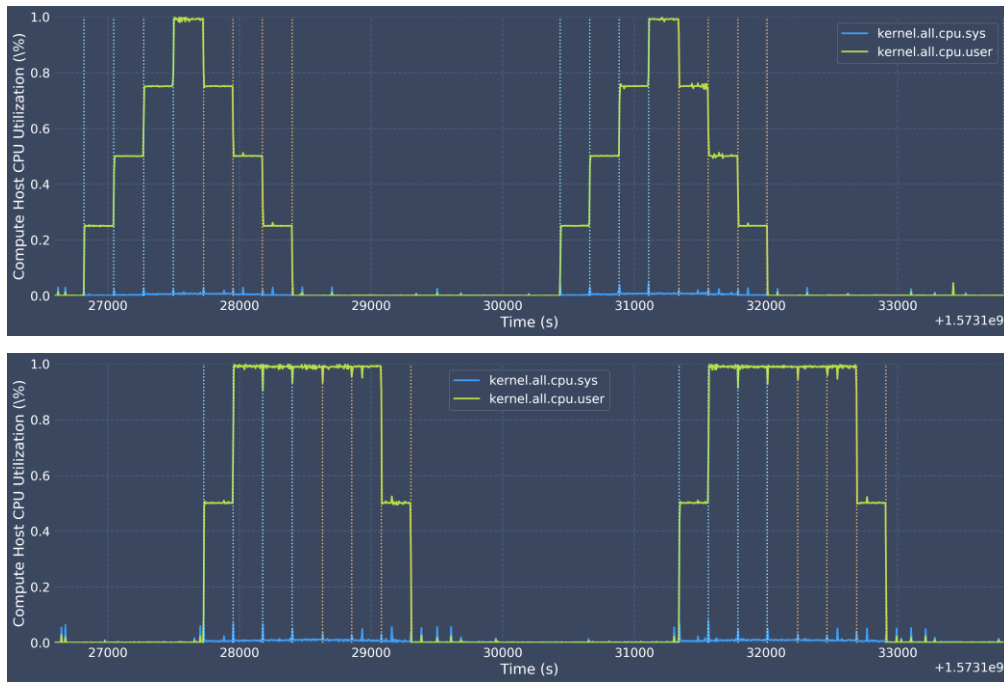 1.0
0.8
0.6
0.4
0.2
0.0
Compute Host CPU Utilization (\%)
kernel.all.cpu.sys
kernel.all.cpu.user
27000 28000 29000 30000 31000 32000 33000
Time (s)
+1.5731e9
1.0
0.8
0.6
0.4
0.2
0.0
Compute Host CPU Utilization (\%)
kernel.all.cpu.sys
kernel.all.cpu.user
27000 28000 29000 30000 31000 32000 33000
Time (s)
+1.5731e9